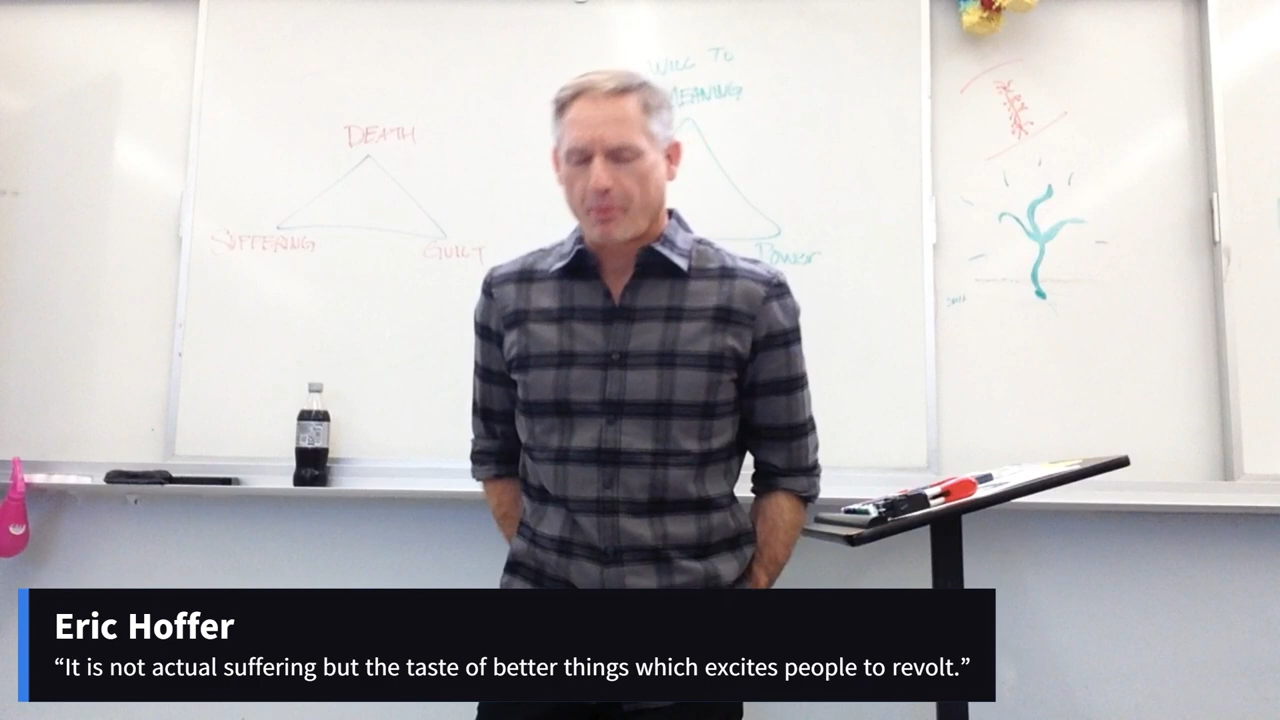 WILL TO
MEANING
DEATH
SUFFERING
GUILT
Power
Eric Hoffer
“It is not actual suffering but the taste of better things which excites people to revolt.”